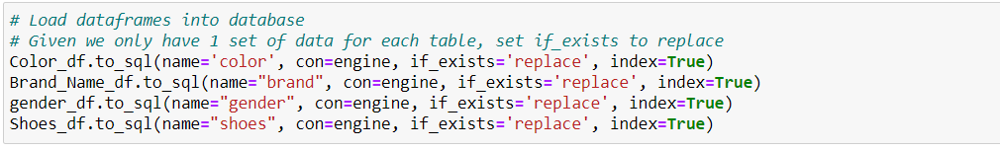 # Load dataframes into database
# Given we only have 1 set of data for each table, set if_exists to replace
Color_df.to_sql(name='color', con=engine, if_exists='replace', index=True)
Brand_Name_df.to_sql(name="brand", con=engine, if_exists='replace', index=True)
gender_df.to_sql(name="gender", con=engine, if_exists='replace', index=True)
Shoes_df.to_sql(name="shoes", con=engine, if_exists='replace', index=True)